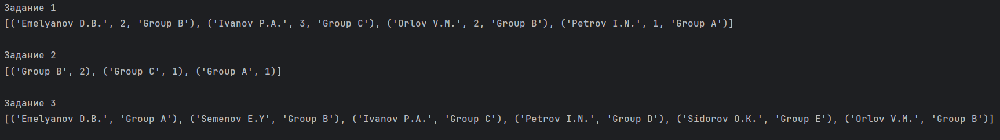 Задание 1
[('Emelyanov D.B.', 2, 'Group B'), ('Ivanov P.A.', 3, 'Group C'), ('Orlov V.M.', 2, 'Group B'), ('Petrov I.N.', 1, 'Group A')]
Задание 2
[('Group B', 2), ('Group C', 1), ('Group A', 1)]
Задание 3
[('Emelyanov D.B.', 'Group A'), ('Semenov E.Y', 'Group B'), ('Ivanov P.A.', 'Group C'), ('Petrov I.N.', 'Group D'), ('Sidorov O.K.', 'Group E'), ('Orlov V.M.', 'Group B')]